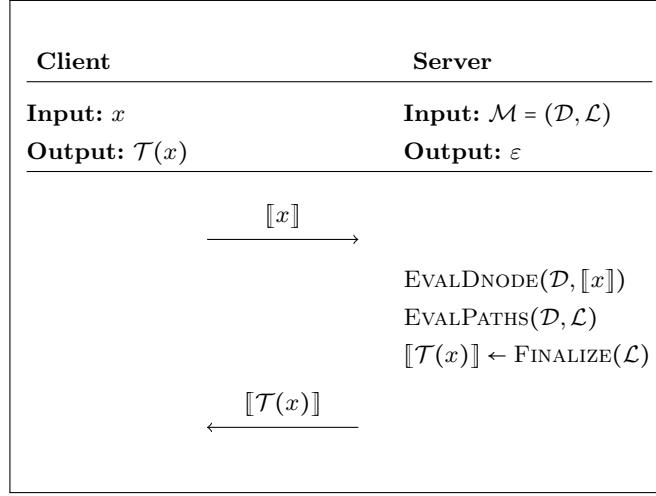 Client Server
Input: x Input: ℳ = (𝒟, ℒ)
Output: 𝒯(x) Output: ε
⟦x⟧
EVALDNODE(𝒟, ⟦x⟧)
EVALPATHS(𝒟, ℒ)
⟦𝒯(x)⟧ ← FINALIZE(ℒ)
⟦𝒯(x)⟧